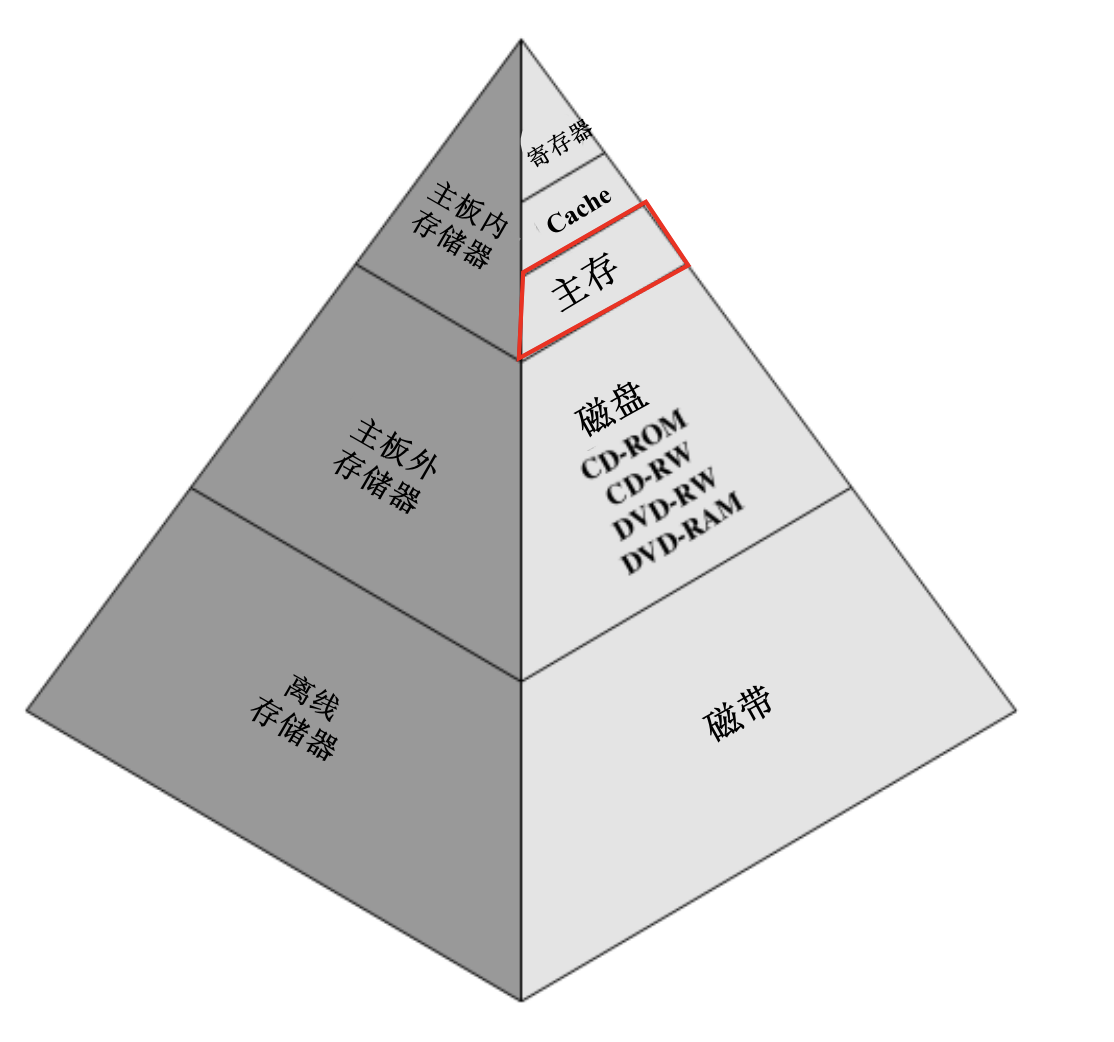 寄存器
Cache
主存
主板内
存储器
磁盘
CD-ROM
CD-RW
DVD-RW
DVD-RAM
主板外
存储器
磁带
离线
存储器